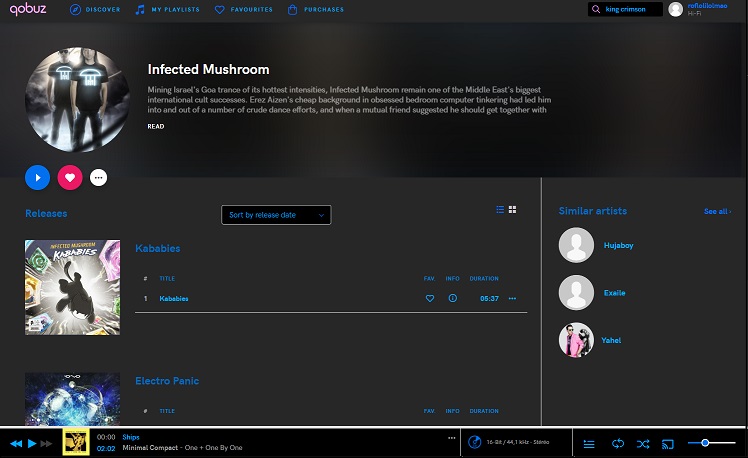 qobuz
DISCOVER
MY PLAYLISTS
FAVOURITES
PURCHASES
king crimson
Hi-Fi
Infected Mushroom
Mining Israel's Goa trance of its hottest intensities, Infected Mushroom remain one of the Middle East's biggest
international cult successes. Erez Aizen's cheap background in obsessed bedroom computer tinkering had led him
into and out of a number of crude dance efforts, and when a mutual friend suggested he should get together with
READ
Releases
Sort by release date
Similar artists
See all ›
INFECTED MUSHROOM
KABABIES
Kababies
# TITLE FAV. INFO DURATION
1 Kababies 05:37
Hujaboy
Exaile
Yahel
Electro Panic
# TITLE FAV. INFO DURATION
00:00 Ships
02:02 Minimal Compact - One + One By One
16-Bit / 44,1 kHz - Stéréo